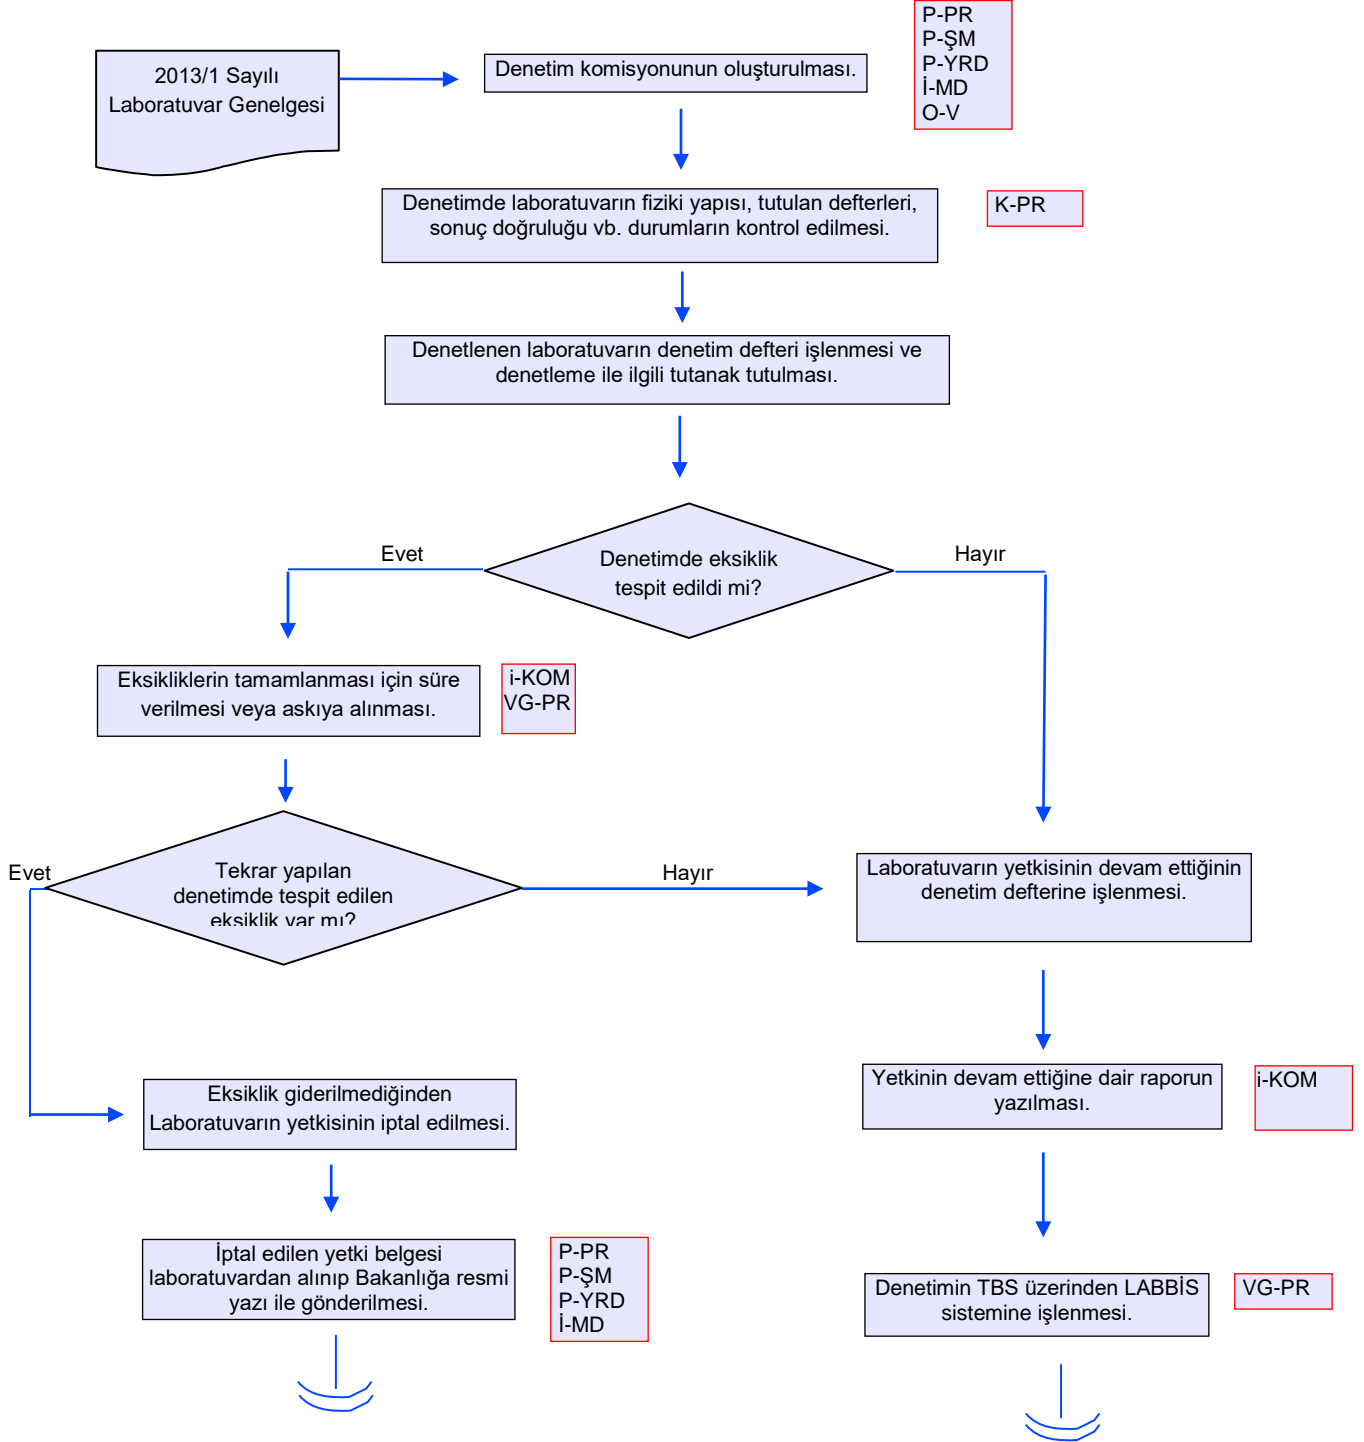 2013/1 Sayılı
Laboratuvar Genelgesi
Denetim komisyonunun oluşturulması.
P-PR
P-ŞM
P-YRD
İ-MD
O-V
Denetimde laboratuvarın fiziki yapısı, tutulan defterleri,
sonuç doğruluğu vb. durumların kontrol edilmesi.
K-PR
Denetlenen laboratuvarın denetim defteri işlenmesi ve
denetleme ile ilgili tutanak tutulması.
Evet
Denetimde eksiklik
tespit edildi mi?
Hayır
Eksikliklerin tamamlanması için süre
verilmesi veya askıya alınması.
i-KOM
VG-PR
Evet
Tekrar yapılan
denetimde tespit edilen
eksiklik var mı?
Hayır
Laboratuvarın yetkisinin devam ettiğinin
denetim defterine işlenmesi.
Eksiklik giderilmediğinden
Laboratuvarın yetkisinin iptal edilmesi.
Yetkinin devam ettiğine dair raporun
yazılması.
i-KOM
İptal edilen yetki belgesi
laboratuvardan alınıp Bakanlığa resmi
yazı ile gönderilmesi.
P-PR
P-ŞM
P-YRD
İ-MD
Denetimin TBS üzerinden LABBİS
sistemine işlenmesi.
VG-PR